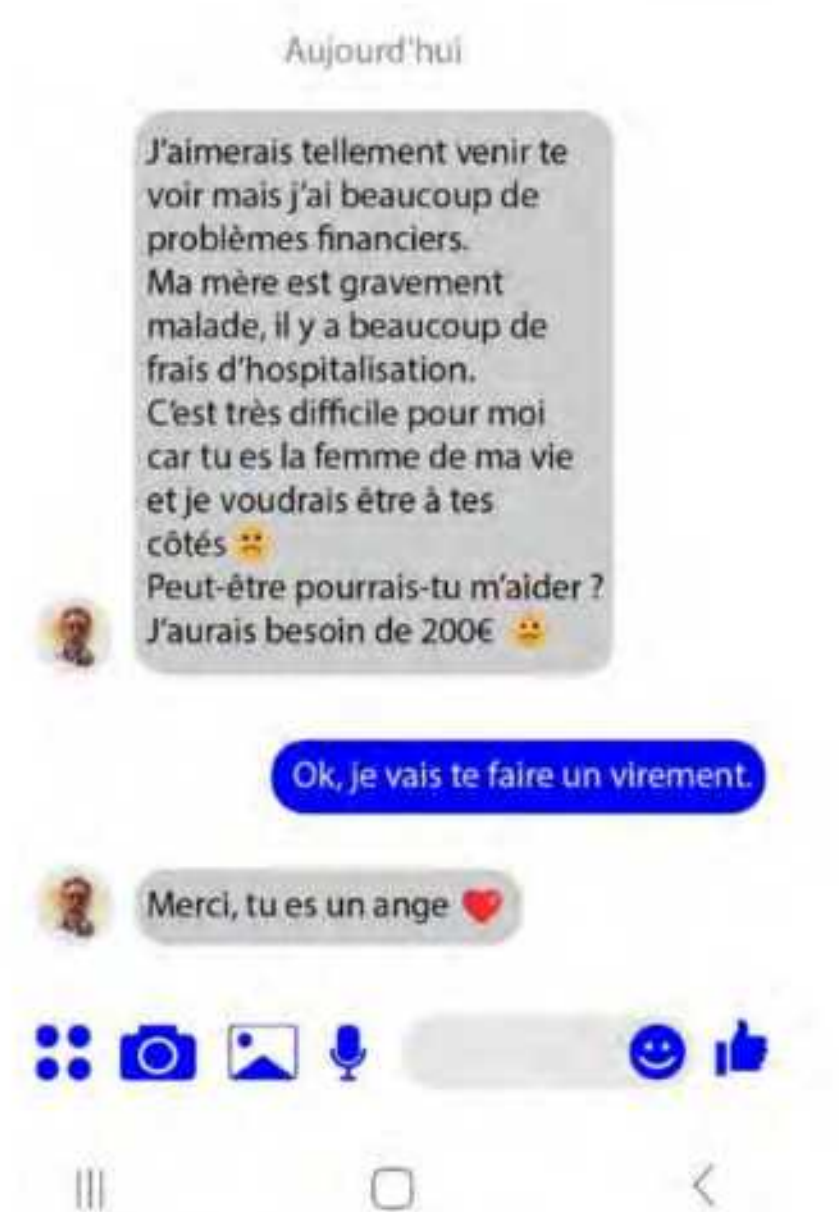 Aujourd'hui
J'aimerais tellement venir te
voir mais j'ai beaucoup de
problèmes financiers.
Ma mère est gravement
malade, il y a beaucoup de
frais d'hospitalisation.
C'est très difficile pour moi
car tu es la femme de ma vie
et je voudrais être à tes
côtés 🙁
Peut-être pourrais-tu m'aider ?
J'aurais besoin de 200€ 🙁
Ok, je vais te faire un virement.
Merci, tu es un ange ❤️